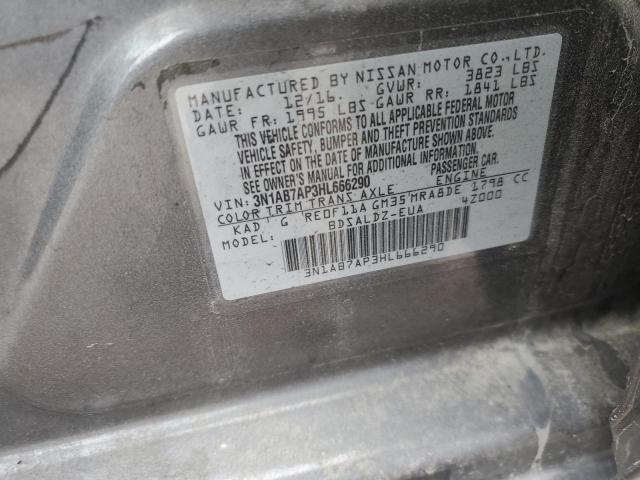 MANUFACTURED BY NISSAN MOTOR CO.,LTD.
DATE: 12/16 GVWR: 3823 LBS
GAWR FR: 1995 LBS GAWR RR: 1841 LBS
THIS VEHICLE CONFORMS TO ALL APPLICABLE FEDERAL MOTOR
VEHICLE SAFETY, BUMPER AND THEFT PREVENTION STANDARDS
IN EFFECT ON THE DATE OF MANUFACTURE SHOWN ABOVE.
SEE OWNERS MANUAL FOR ADDITIONAL INFORMATION.
VIN: 3N1AB7AP3HL666290 PASSENGER CAR
COLOR TRIM TRANS AXLE ENGINE
KAD G RE0F11A GM35 MRA8DE 1798 CC
MODEL: BDSALDZ-EUA 4Z000
3N1AB7AP3HL666290